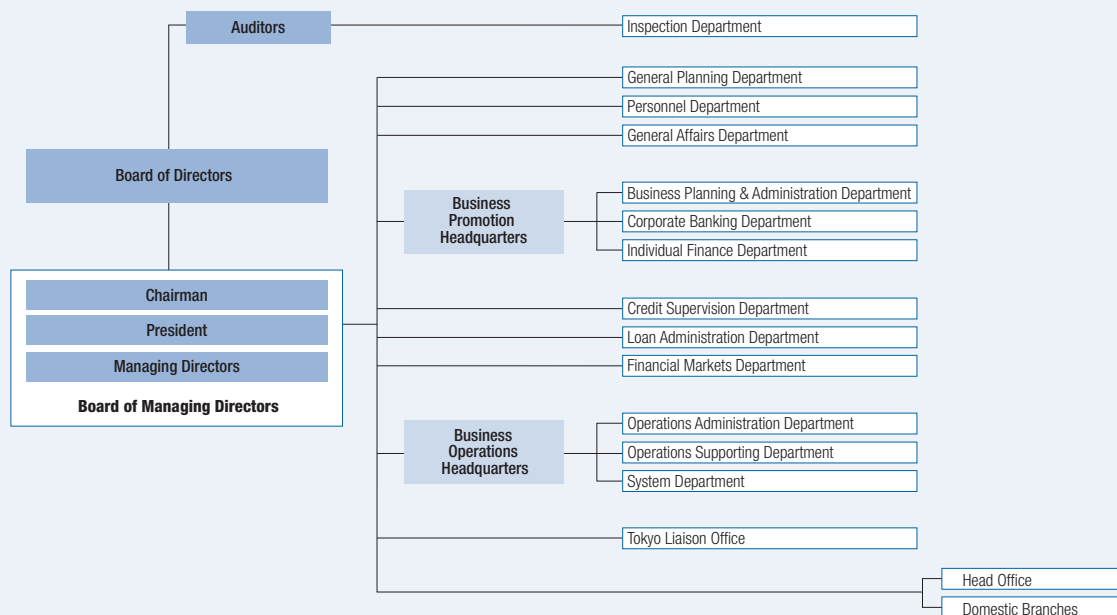 Auditors
Inspection Department
General Planning Department
Personnel Department
General Affairs Department
Board of Directors
Business
Promotion
Headquarters
Business Planning & Administration Department
Corporate Banking Department
Individual Finance Department
Chairman
President
Managing Directors
Board of Managing Directors
Credit Supervision Department
Loan Administration Department
Financial Markets Department
Business
Operations
Headquarters
Operations Administration Department
Operations Supporting Department
System Department
Tokyo Liaison Office
Head Office
Domestic Branches